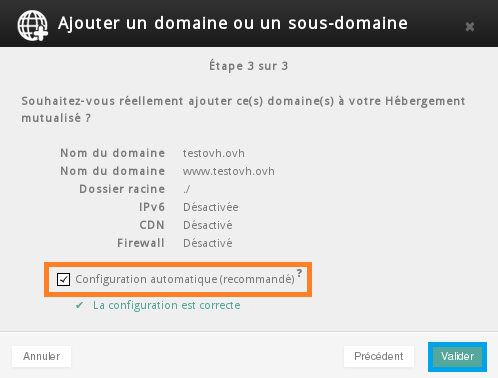 Ajouter un domaine ou un sous-domaine
Étape 3 sur 3
Souhaitez-vous réellement ajouter ce(s) domaine(s) à votre Hébergement
mutualisé ?
Nom du domaine testovh.ovh
Nom du domaine www.testovh.ovh
Dossier racine ./
IPv6 Désactivée
CDN Désactivé
Firewall Désactivé
Configuration automatique (recommandé) ?
La configuration est correcte
Annuler Précédent Valider